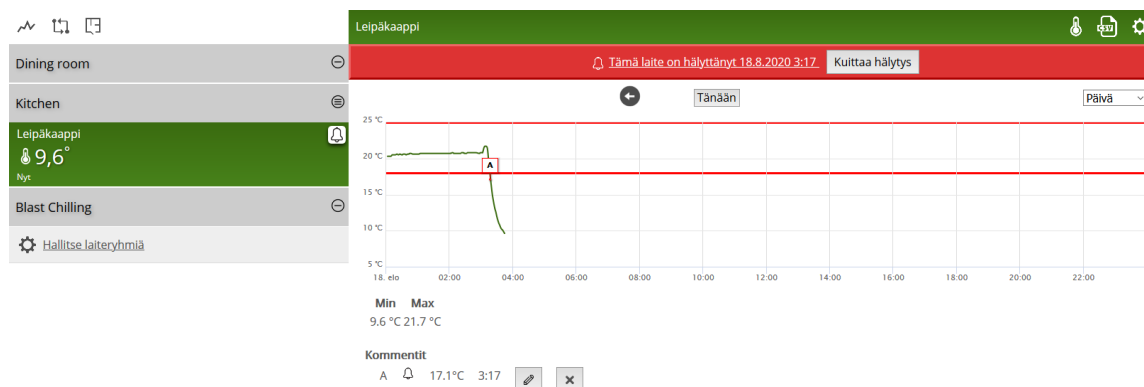 Leipäkaappi
CSV
Dining room
Tämä laite on hälyttänyt 18.8.2020 3:17
Kuittaa hälytys
Kitchen
Tänään
Päivä
Leipäkaappi
9,6°
Nyt
Blast Chilling
Hallitse laiteryhmiä
25 °C
20 °C
15 °C
10 °C
5 °C
A
18. elo 02:00 04:00 06:00 08:00 10:00 12:00 14:00 16:00 18:00 20:00 22:00
Min Max
9.6 °C 21.7 °C
Kommentit
A 17.1°C 3:17